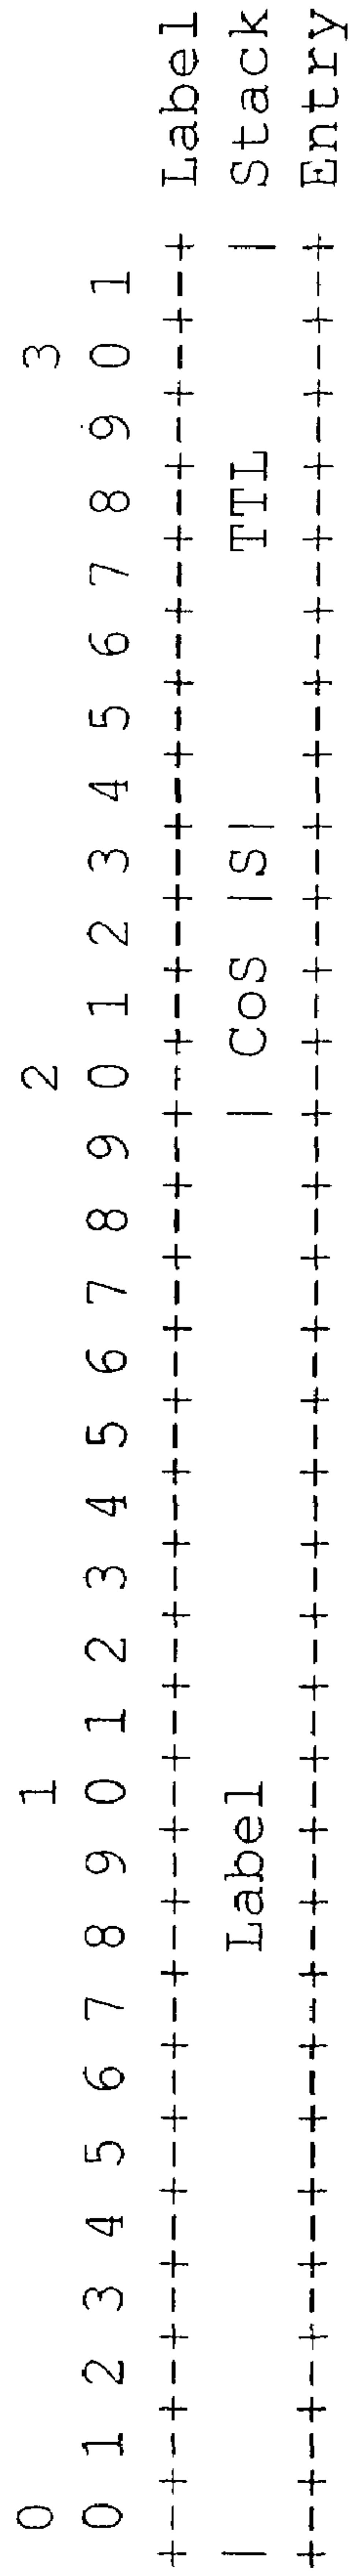 0                   1                   2                   3
 0 1 2 3 4 5 6 7 8 9 0 1 2 3 4 5 6 7 8 9 0 1 2 3 4 5 6 7 8 9 0 1
+-+-+-+-+-+-+-+-+-+-+-+-+-+-+-+-+-+-+-+-+-+-+-+-+-+-+-+-+-+-+-+-+ Label
|                Label                  | CoS |S|      TTL      | Stack
+-+-+-+-+-+-+-+-+-+-+-+-+-+-+-+-+-+-+-+-+-+-+-+-+-+-+-+-+-+-+-+-+ Entry